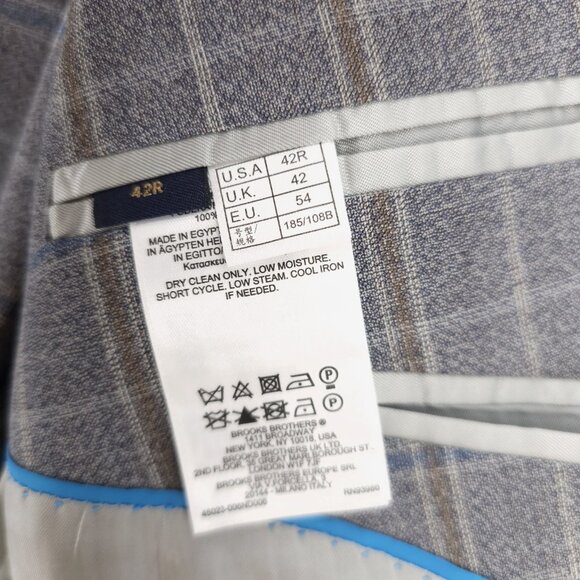 42R
U.S.A 42R
U.K. 42
E.U. 54
号型/ 规格 185/108B
100%
MADE IN EGYPT
IN ÄGYPTEN HE
IN EGITTO
Κατασκευ
DRY CLEAN ONLY. LOW MOISTURE.
SHORT CYCLE. LOW STEAM. COOL IRON
IF NEEDED.
P
P
BROOKS BROTHERS ®
1411 BROADWAY
NEW YORK, NY 10018, USA
BROOKS BROTHERS UK LTD.
2ND FLOOR, 58 GREAT MARLBOROUGH ST.
LONDON W1F 7JF
BROOKS BROTHERS EUROPE SRL
20144 - MILANO ITALY